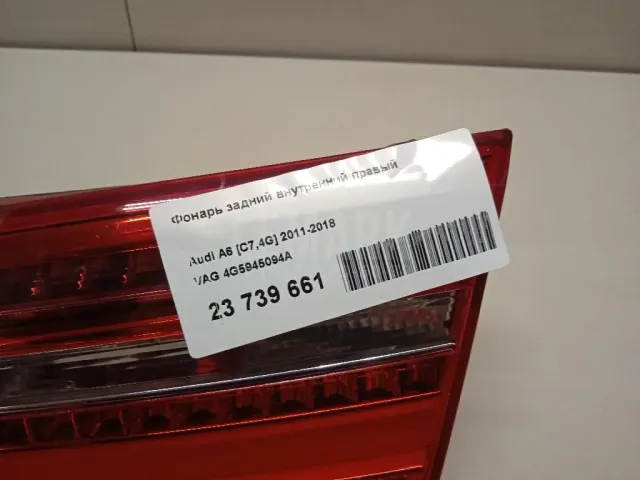 Фонарь задний внутренний правый
Audi A6 [C7,4G] 2011-2018
VAG 4G5945094A
23 739 661